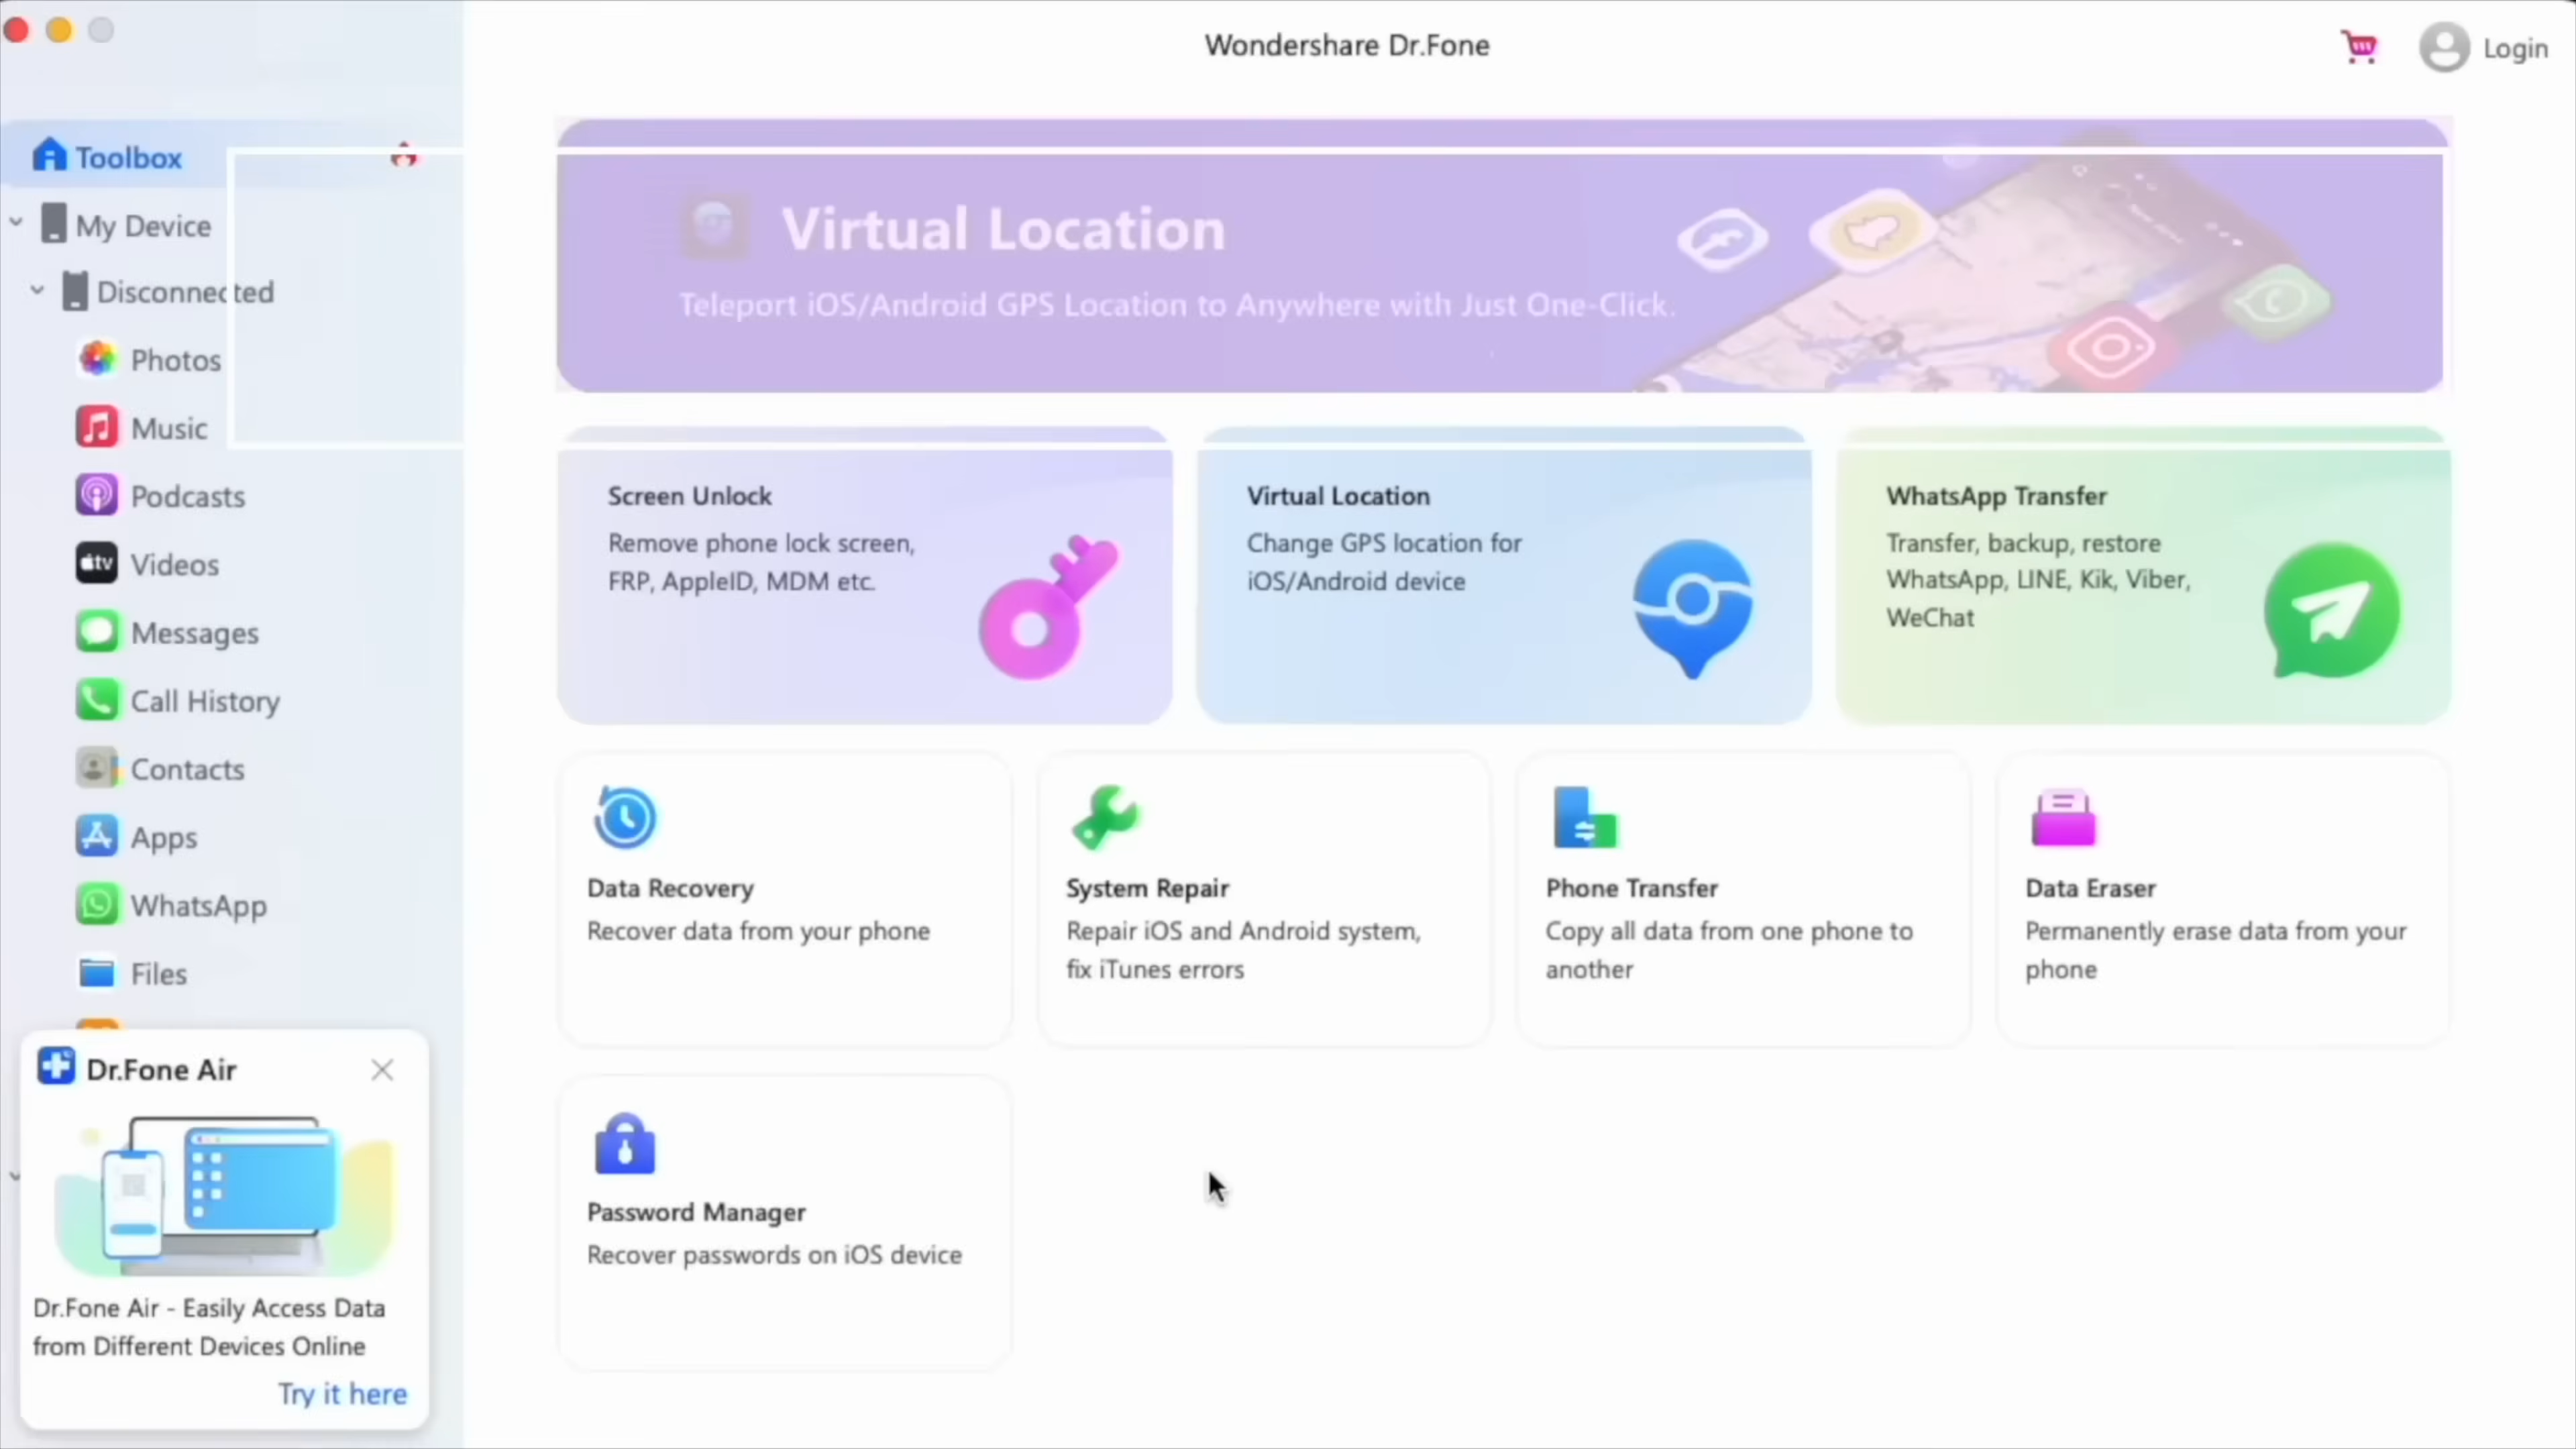 Wondershare Dr.Fone
Login
Toolbox
My Device
Disconnected
Photos
Music
Podcasts
tv
Videos
Messages
Call History
Contacts
Apps
WhatsApp
Files
Dr.Fone Air
Dr.Fone Air - Easily Access Data
from Different Devices Online
Try it here
Virtual Location
Teleport iOS/Android GPS Location to Anywhere with Just One-Click.
Screen Unlock
Remove phone lock screen,
FRP, AppleID, MDM etc.
Virtual Location
Change GPS location for
iOS/Android device
WhatsApp Transfer
Transfer, backup, restore
WhatsApp, LINE, Kik, Viber,
WeChat
Data Recovery
Recover data from your phone
System Repair
Repair iOS and Android system,
fix iTunes errors
Phone Transfer
Copy all data from one phone to
another
Data Eraser
Permanently erase data from your
phone
Password Manager
Recover passwords on iOS device